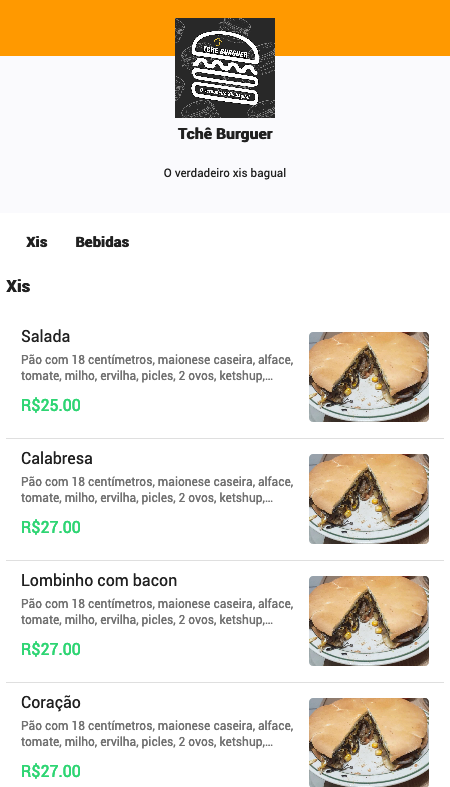 TCHÊ BURGUER
Tchê Burguer
O verdadeiro xis bagual
Xis
Bebidas
Xis
Salada
Pão com 18 centímetros, maionese caseira, alface,
tomate, milho, ervilha, picles, 2 ovos, ketshup,...
R$25.00
Calabresa
Pão com 18 centímetros, maionese caseira, alface,
tomate, milho, ervilha, picles, 2 ovos, ketshup,...
R$27.00
Lombinho com bacon
Pão com 18 centímetros, maionese caseira, alface,
tomate, milho, ervilha, picles, 2 ovos, ketshup,...
R$27.00
Coração
Pão com 18 centímetros, maionese caseira, alface,
tomate, milho, ervilha, picles, 2 ovos, ketshup,...
R$27.00